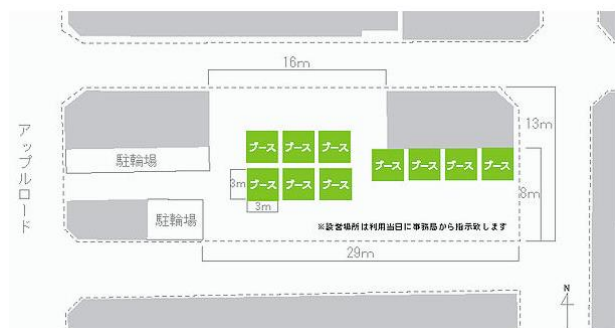 16m
13m
アップルロード
駐輪場
ブース ブース ブース
ブース ブース ブース ブース
3m
ブース ブース ブース
3m
8m
駐輪場
※設営場所は利用当日に事務局から指示致します
29m
N